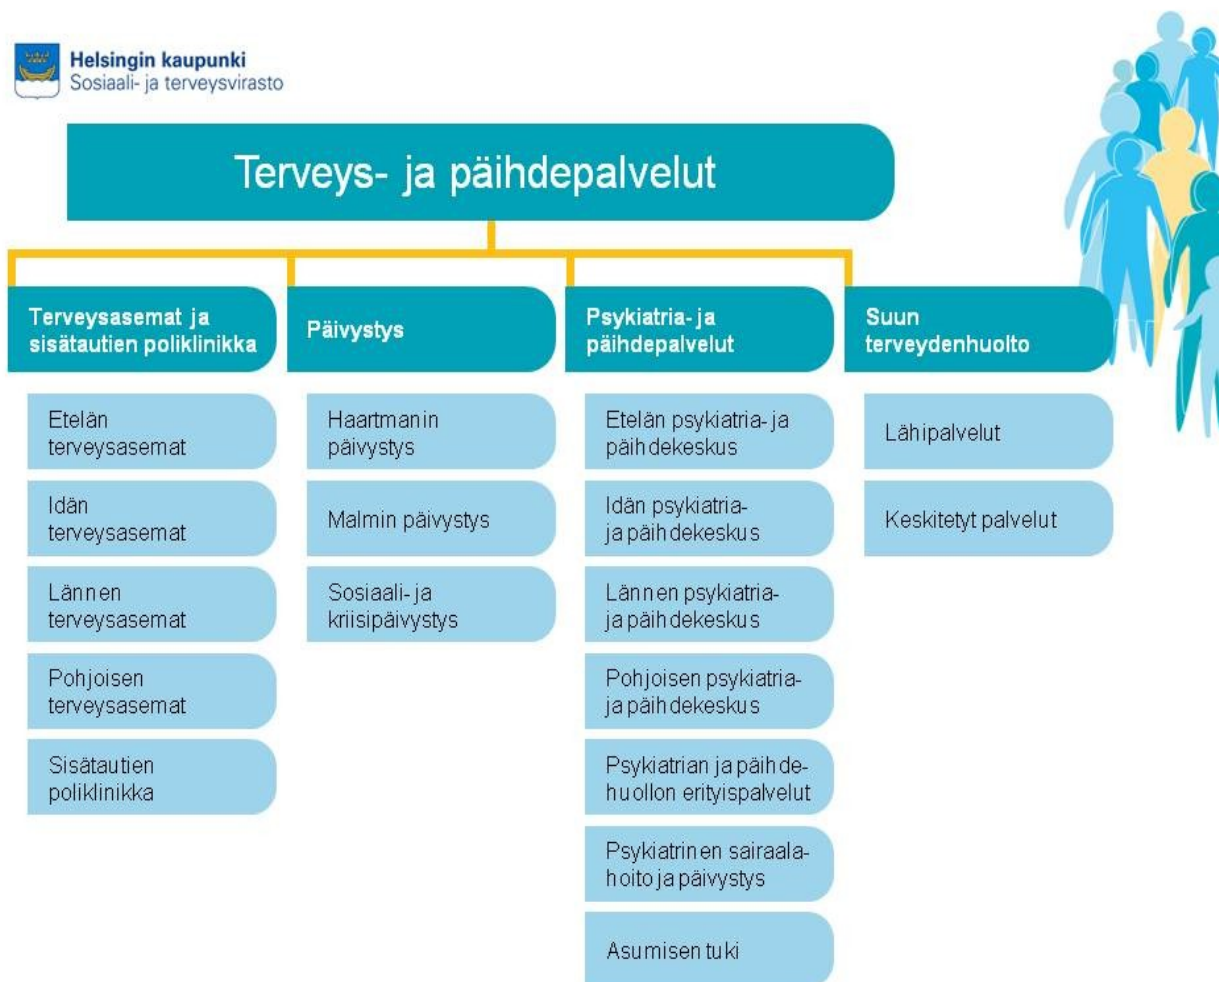 Helsingin kaupunki
Sosiaali- ja terveysvirasto
Terveys- ja päihdepalvelut
Terveysasemat ja
sisätautien poliklinikka
Etelän
terveysasemat
Idän
terveysasemat
Lännen
terveysasemat
Pohjoisen
terveysasemat
Sisätautien
poliklinikka
Päivystys
Haartmanin
päivystys
Malmin päivystys
Sosiaali- ja
kriisipäivystys
Psykiatria- ja
päihdepalvelut
Etelän psykiatria- ja
päihdekeskus
Idän psykiatria-
ja päihdekeskus
Lännen psykiatria-
ja päihdekeskus
Pohjoisen psykiatria-
ja päihdekeskus
Psykiatrian ja päihde-
huollon erityispalvelut
Psykiatrinen sairaala-
hoito ja päivystys
Asumisen tuki
Suun
terveydenhuolto
Lähipalvelut
Keskitetyt palvelut